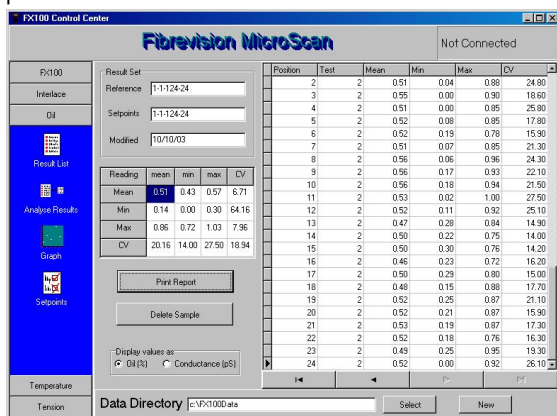 FX100 Control Center
Fibrevision MicroScan
Not Connected
FX100
Interlace
Oil
Result List
Analyse Results
Graph
Setpoints
Temperature
Tension
Result Set
Reference 1-1-124-24
Setpoints 1-1-124-24
Modified 10/10/03
Reading mean min max CV
Mean 0.51 0.43 0.57 6.71
Min 0.14 0.00 0.30 64.16
Max 0.86 0.72 1.03 7.96
CV 20.16 14.00 27.50 18.94
Print Report
Delete Sample
Display values as
Oil (%) Conductance (pS)
Position Test Mean Min Max CV
2 2 0.51 0.04 0.88 24.80
3 2 0.55 0.00 0.90 18.60
4 2 0.51 0.00 0.85 25.80
5 2 0.52 0.08 0.85 17.80
6 2 0.52 0.19 0.78 15.90
7 2 0.51 0.07 0.85 21.30
8 2 0.56 0.06 0.96 24.30
9 2 0.56 0.17 0.93 22.10
10 2 0.56 0.18 0.94 21.50
11 2 0.53 0.02 1.00 27.50
12 2 0.52 0.11 0.92 25.10
13 2 0.47 0.28 0.84 14.90
14 2 0.50 0.22 0.75 14.00
15 2 0.50 0.30 0.76 14.20
16 2 0.46 0.23 0.72 16.20
17 2 0.50 0.29 0.80 15.00
18 2 0.48 0.15 0.88 17.70
19 2 0.52 0.25 0.87 21.10
20 2 0.52 0.21 0.87 15.90
21 2 0.53 0.19 0.87 17.30
22 2 0.52 0.18 0.76 16.30
23 2 0.49 0.25 0.95 19.30
24 2 0.52 0.00 0.92 26.10
Data Directory c:\FX100Data Select New